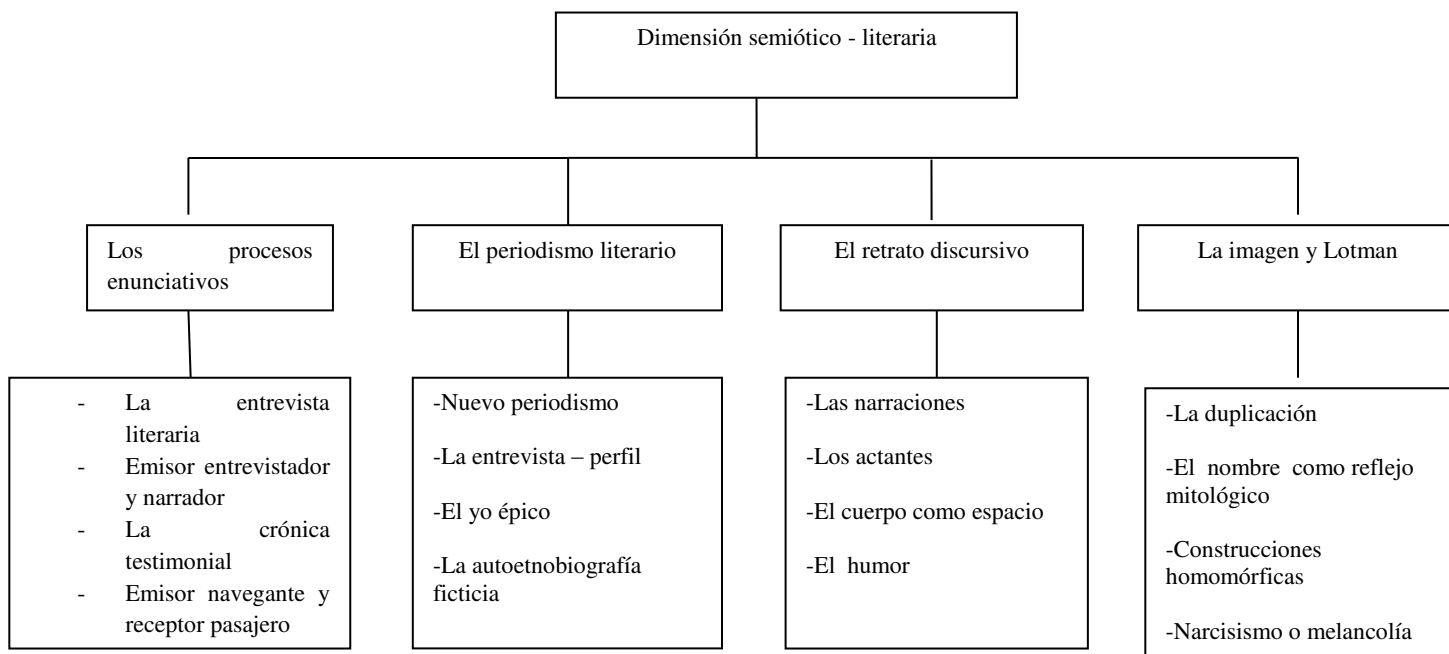 Dimensión semiótico - literaria
Los procesos
enunciativos
El periodismo literario
El retrato discursivo
La imagen y Lotman
- La entrevista
literaria
- Emisor entrevistador
y narrador
- La crónica
testimonial
- Emisor navegante y
receptor pasajero
-Nuevo periodismo
-La entrevista – perfil
-El yo épico
-La autoetnobiografía
ficticia
-Las narraciones
-Los actantes
-El cuerpo como espacio
-El humor
-La duplicación
-El nombre como reflejo
mitológico
-Construcciones
homomórficas
-Narcisismo o melancolía